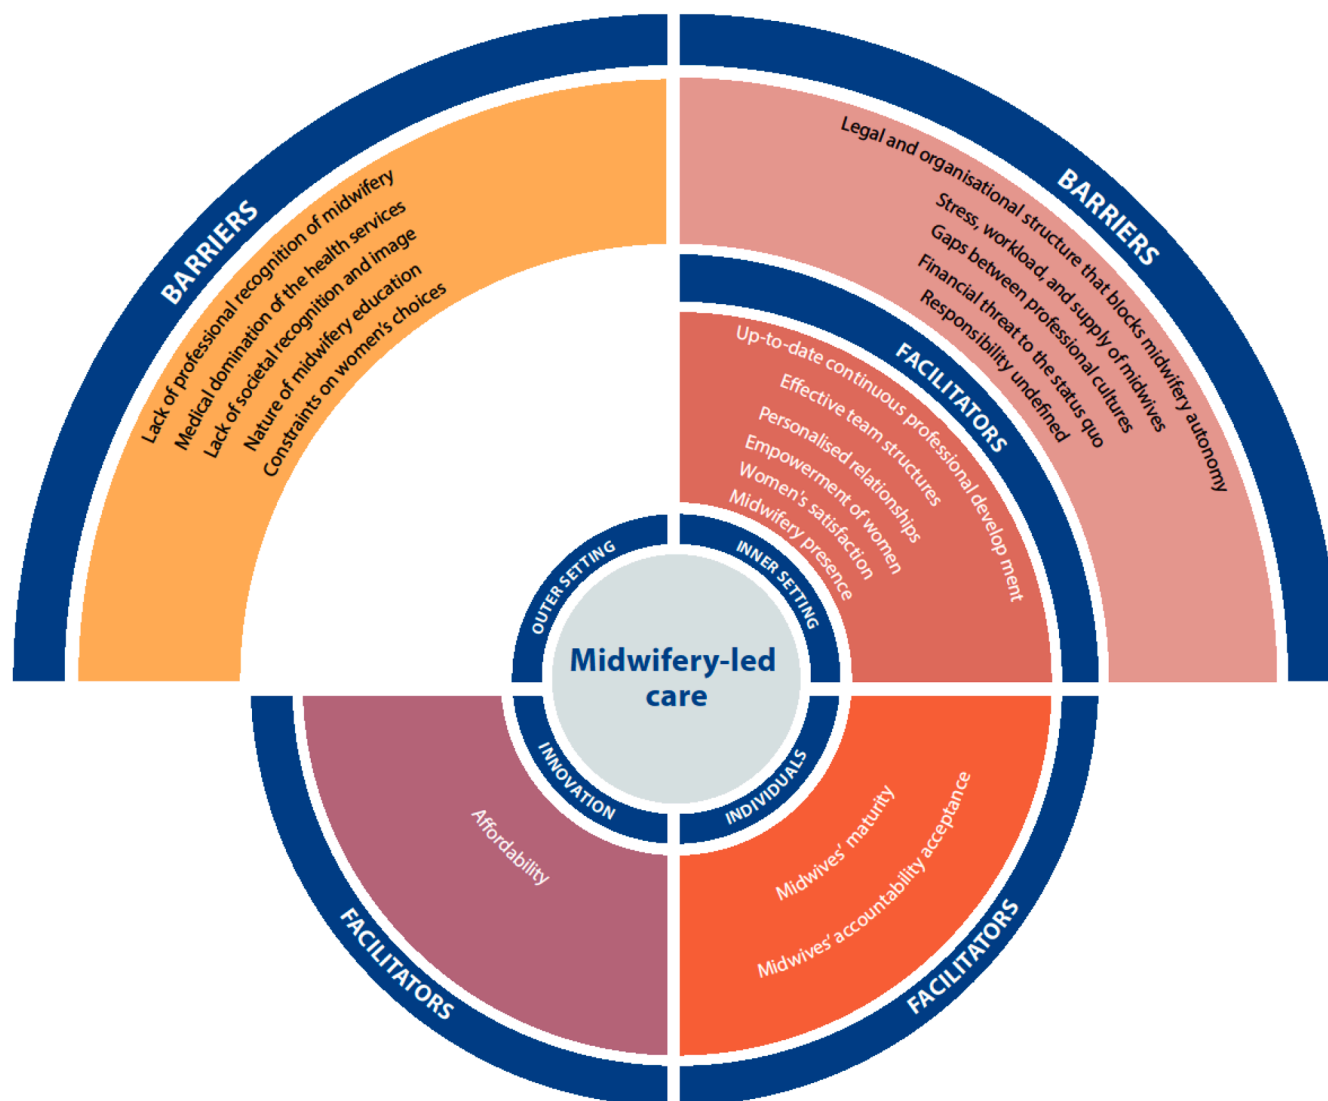 BARRIERS
Lack of professional recognition of midwifery
Medical domination of the health services
Lack of societal recognition and image
Nature of midwifery education
Constraints on women's choices
OUTER SETTING
BARRIERS
Legal and organisational structure that blocks midwifery autonomy
Stress, workload, and supply of midwives
Gaps between professional cultures
Financial threat to the status quo
Responsibility undefined
FACILITATORS
Up-to-date continuous professional develop ment
Effective team structures
Personalised relationships
Empowerment of women
Women's satisfaction
Midwifery presence
INNER SETTING
Midwifery-led
care
INNOVATION
Affordability
FACILITATORS
INDIVIDUALS
Midwives' maturity
Midwives' accountability acceptance
FACILITATORS